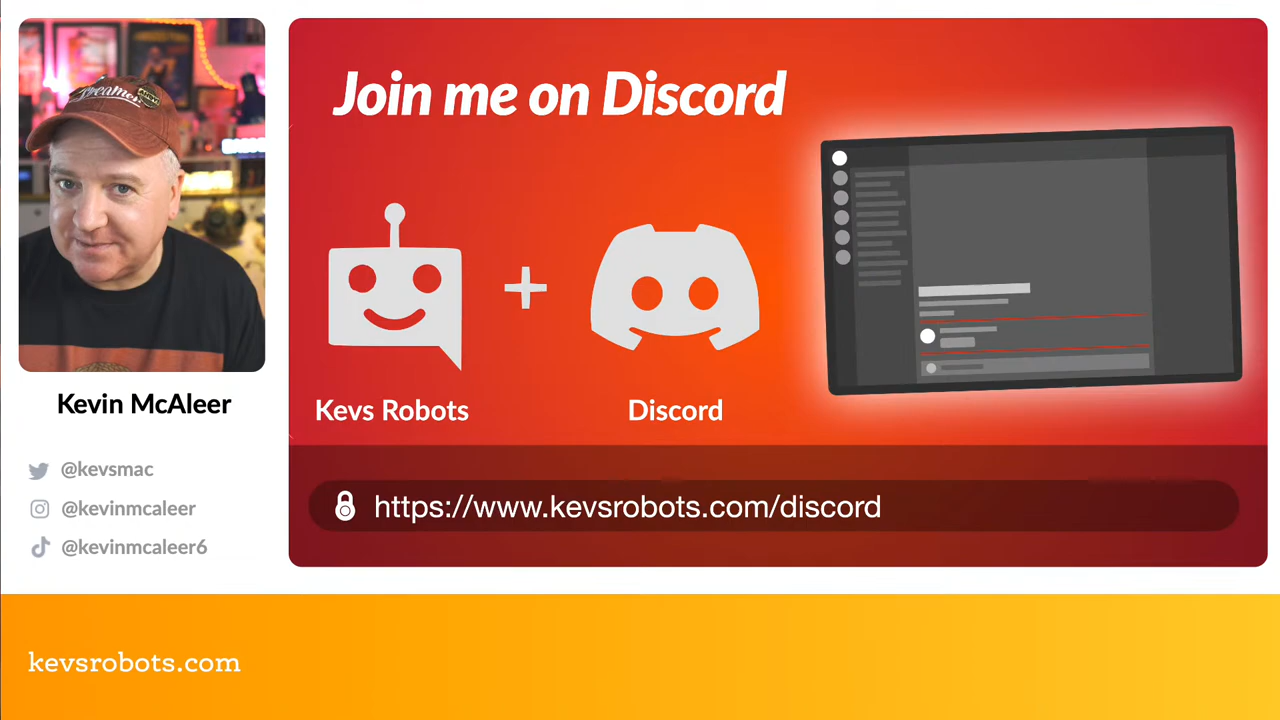 Join me on Discord
Kevs Robots
+
Discord
https://www.kevsrobots.com/discord
Kevin McAleer
@kevsmac
@kevinmcaleer
@kevinmcaleer6
kevsrobots.com